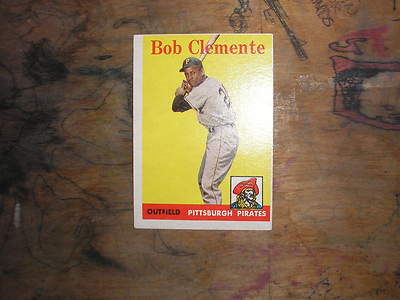 Bob Clemente
OUTFIELD PITTSBURGH PIRATES